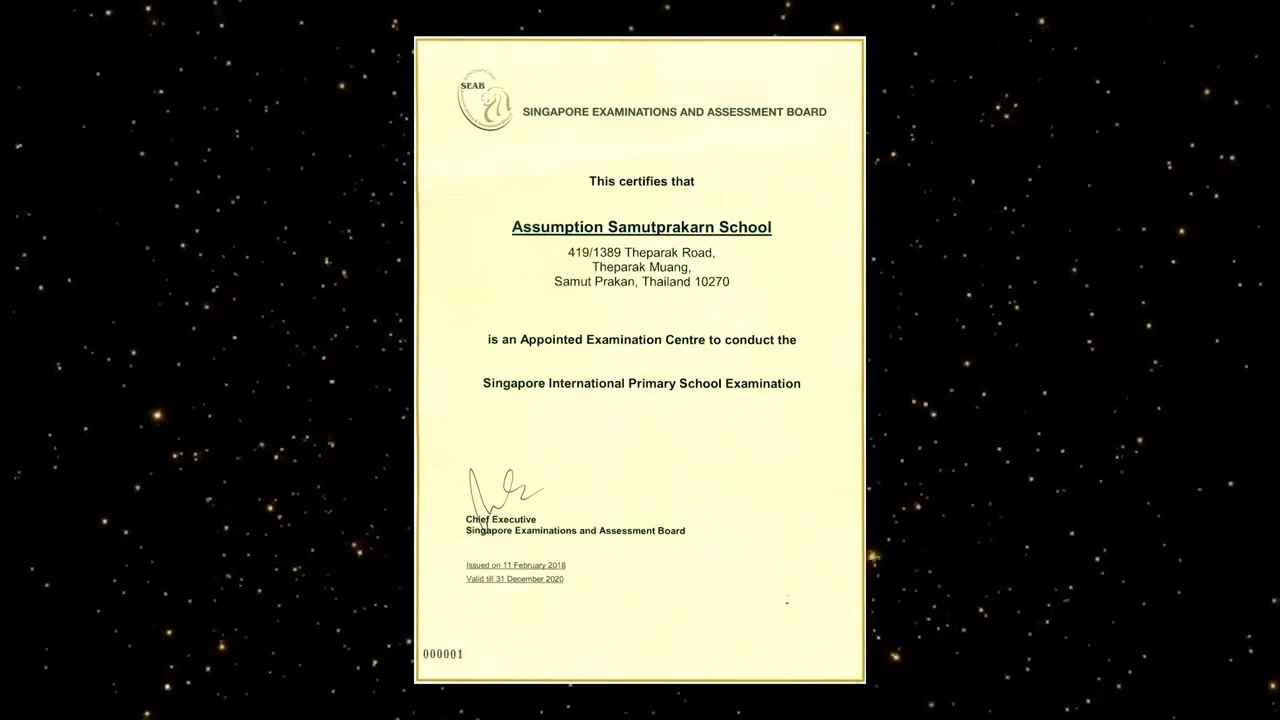 SEAB
SINGAPORE EXAMINATIONS AND ASSESSMENT BOARD
This certifies that
Assumption Samutprakarn School
419/1389 Theparak Road,
Theparak Muang,
Samut Prakan, Thailand 10270
is an Appointed Examination Centre to conduct the
Singapore International Primary School Examination
Chief Executive
Singapore Examinations and Assessment Board
Issued on 11 February 2018
Valid till 31 December 2020
000001